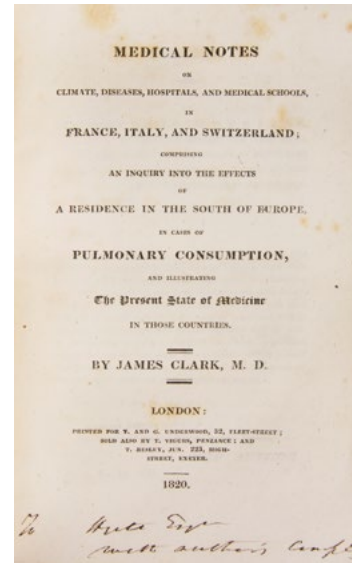 MEDICAL NOTES
ON
CLIMATE, DISEASES, HOSPITALS, AND MEDICAL SCHOOLS,
IN
FRANCE, ITALY, AND SWITZERLAND;
COMPRISING
AN INQUIRY INTO THE EFFECTS
OF
A RESIDENCE IN THE SOUTH OF EUROPE,
IN CASES OF
PULMONARY CONSUMPTION,
AND ILLUSTRATING
The Present State of Medicine
IN THOSE COUNTRIES.
BY JAMES CLARK, M. D.
LONDON:
PRINTED FOR T. AND G. UNDERWOOD, 32, FLEET-STREET;
SOLD ALSO BY T. VIGURS, PENZANCE; AND
JUN. 225, HIGH-
STREET, EXETER.
1820.
Esqr
with author's